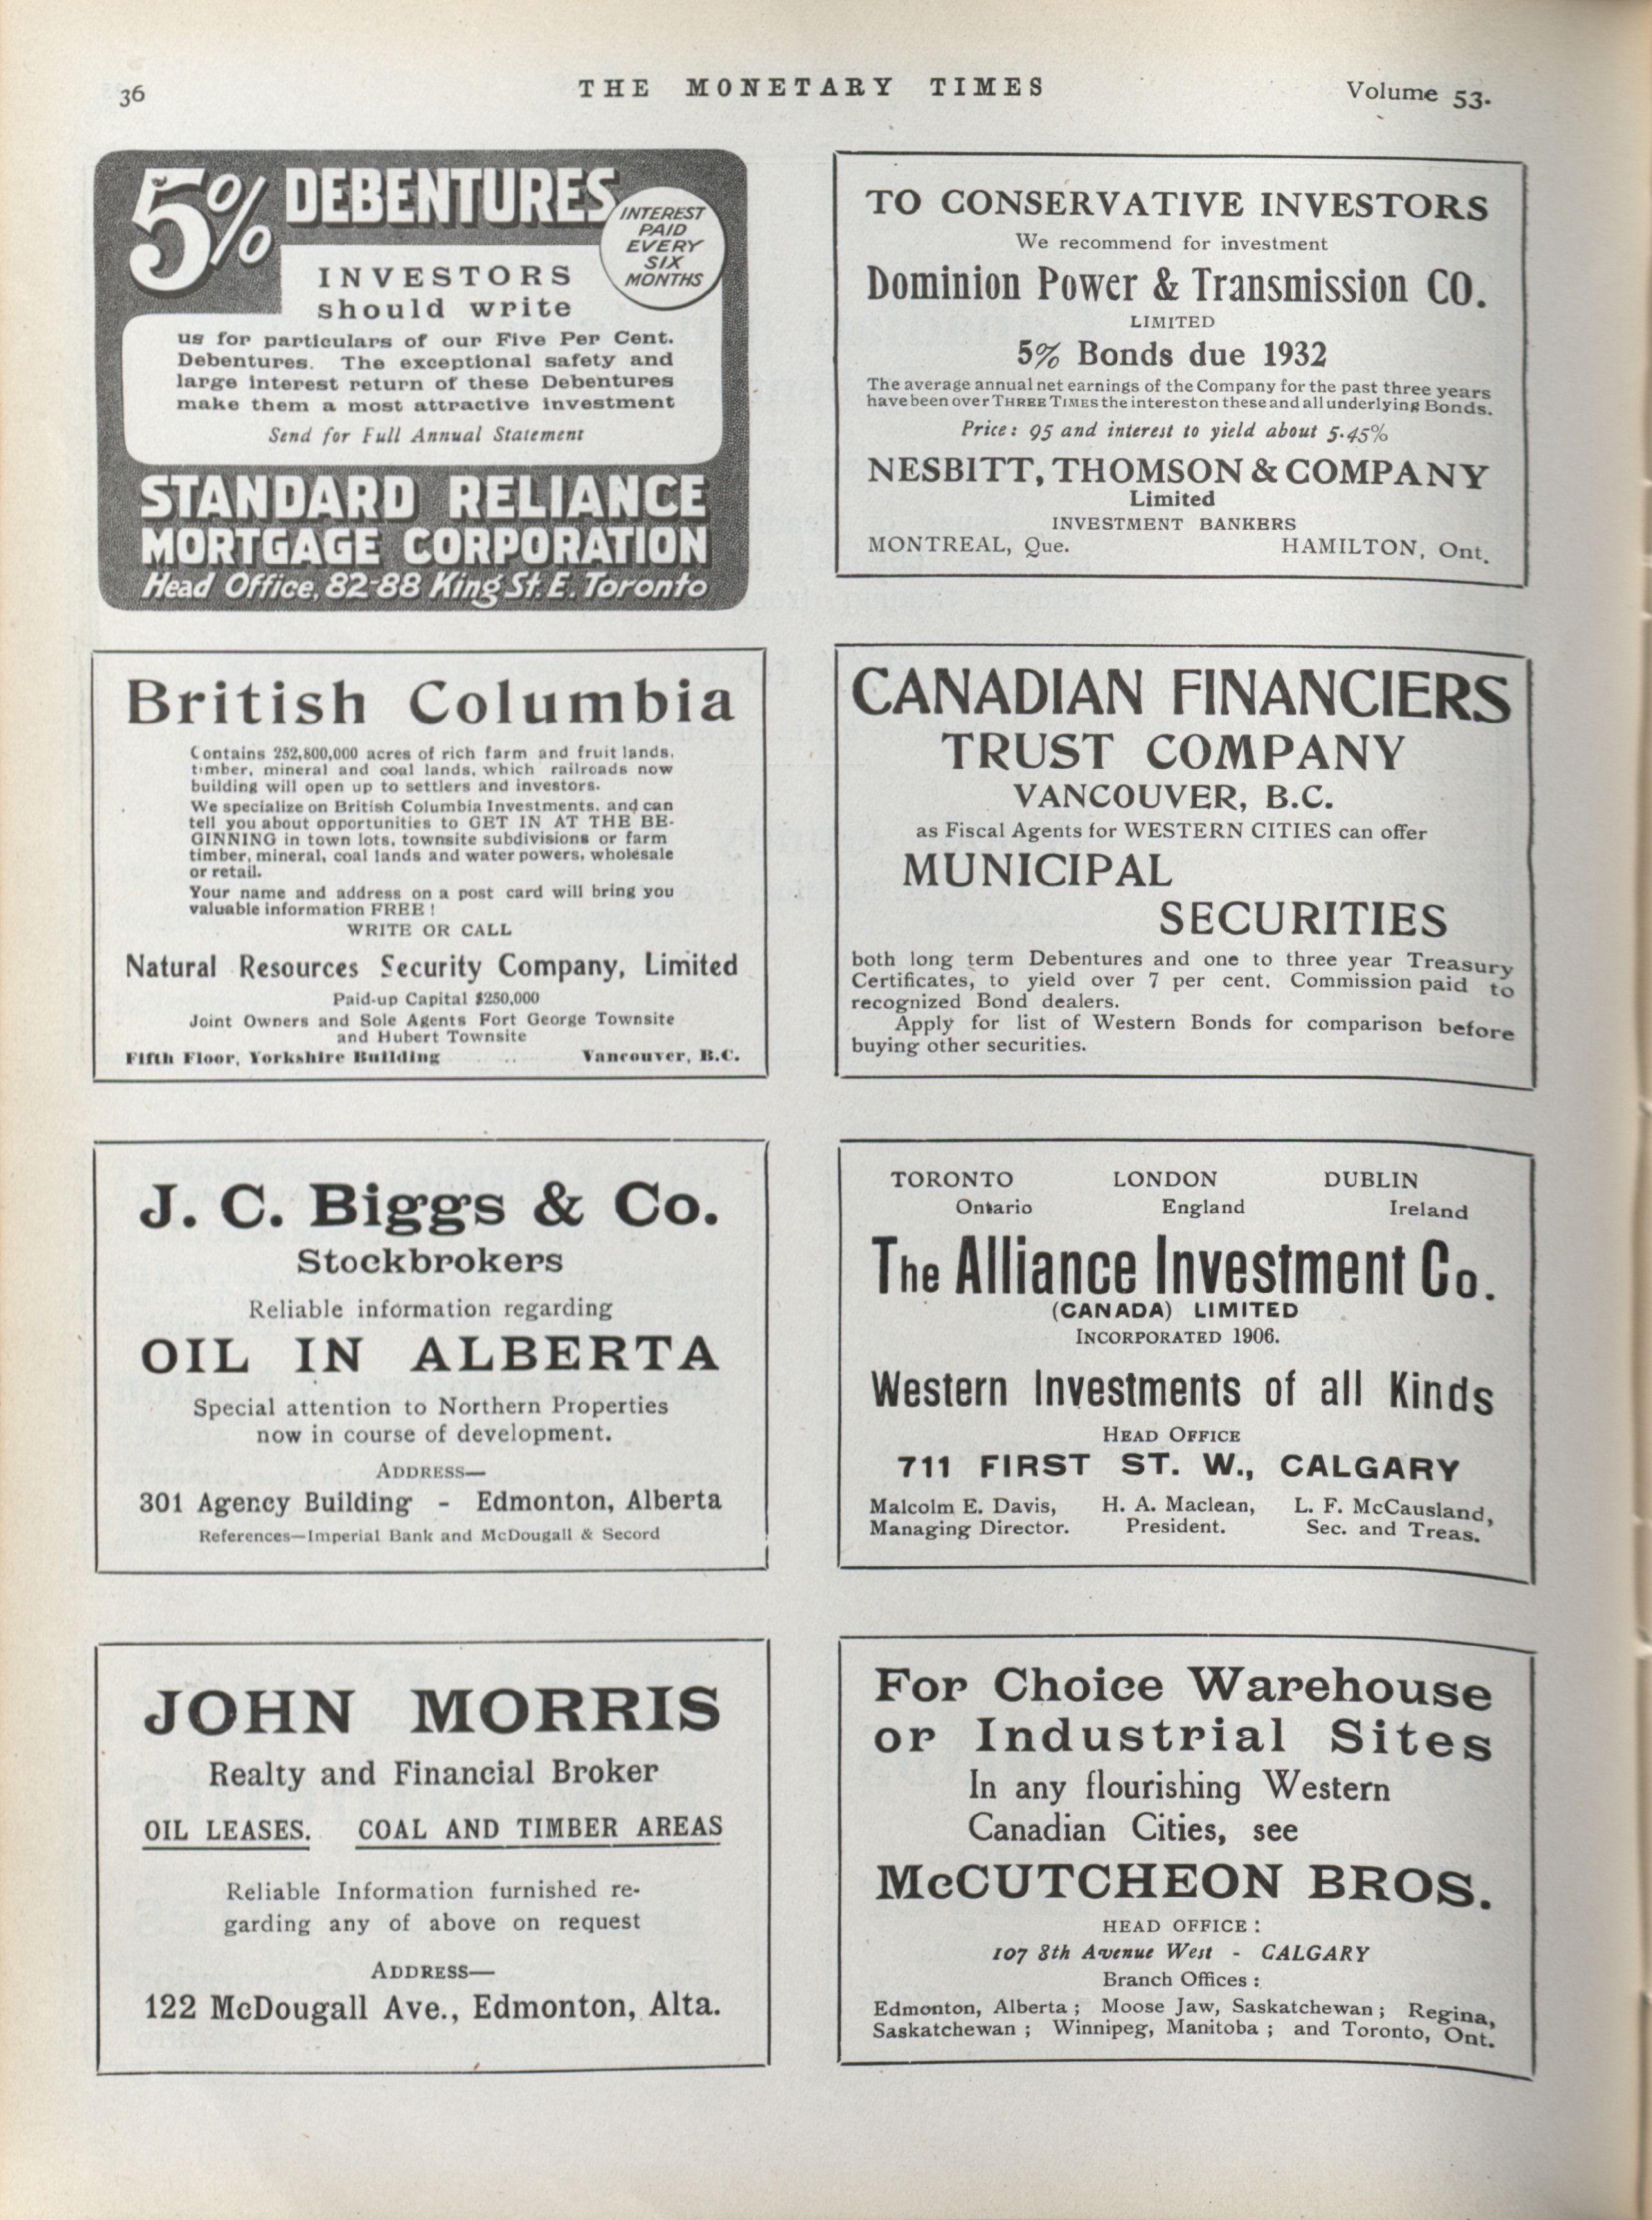 36
THE MONETARY TIMES
Volume 53.
5% DEBENTURES
INTEREST
PAID
EVERY
SIX
MONTHS
INVESTORS
should write
us for particulars of our Five Per Cent.
Debentures. The exceptional safety and
large interest return of these Debentures
make them a most attractive investment
Send for Full Annual Statement
STANDARD RELIANCE
MORTGAGE CORPORATION
Head Office, 82-88 King St. E. Toronto
TO CONSERVATIVE INVESTORS
We recommend for investment
Dominion Power & Transmission CO.
LIMITED
5% Bonds due 1932
The average annual net earnings of the Company for the past three years
have been over THREE TIMES the interest on these and all underlying Bonds.
Price: 95 and interest to yield about 5.45%
NESBITT, THOMSON & COMPANY
Limited
INVESTMENT BANKERS
MONTREAL, Que. HAMILTON, Ont.
British Columbia
Contains 252,800,000 acres of rich farm and fruit lands,
timber, mineral and coal lands, which railroads now
building will open up to settlers and investors.
We specialize on British Columbia Investments, and can
tell you about opportunities to GET IN AT THE BE-
GINNING in town lots, townsite subdivisions or farm
timber, mineral, coal lands and water powers, wholesale
or retail.
Your name and address on a post card will bring you
valuable information FREE !
WRITE OR CALL
Natural Resources Security Company, Limited
Paid-up Capital $250,000
Joint Owners and Sole Agents Fort George Townsite
and Hubert Townsite
Fifth Floor, Yorkshire Building .. Vancouver, B.C.
CANADIAN FINANCIERS
TRUST COMPANY
VANCOUVER, B.C.
as Fiscal Agents for WESTERN CITIES can offer
MUNICIPAL
SECURITIES
both long term Debentures and one to three year Treasury
Certificates, to yield over 7 per cent. Commission paid to
recognized Bond dealers.
Apply for list of Western Bonds for comparison before
buying other securities.
J. C. Biggs & Co.
Stockbrokers
Reliable information regarding
OIL IN ALBERTA
Special attention to Northern Properties
now in course of development.
ADDRESS—
301 Agency Building - Edmonton, Alberta
References—Imperial Bank and McDougall & Secord
TORONTO LONDON DUBLIN
Ontario England Ireland
The Alliance Investment Co.
(CANADA) LIMITED
INCORPORATED 1906.
Western Investments of all Kinds
HEAD OFFICE
711 FIRST ST. W., CALGARY
Malcolm E. Davis, H. A. Maclean, L. F. McCausland,
Managing Director. President. Sec. and Treas.
JOHN MORRIS
Realty and Financial Broker
OIL LEASES. COAL AND TIMBER AREAS
Reliable Information furnished re-
garding any of above on request
ADDRESS—
122 McDougall Ave., Edmonton, Alta.
For Choice Warehouse
or Industrial Sites
In any flourishing Western
Canadian Cities, see
McCUTCHEON BROS.
HEAD OFFICE :
107 8th Avenue West - CALGARY
Branch Offices :
Edmonton, Alberta ; Moose Jaw, Saskatchewan ; Regina,
Saskatchewan ; Winnipeg, Manitoba ; and Toronto, Ont.